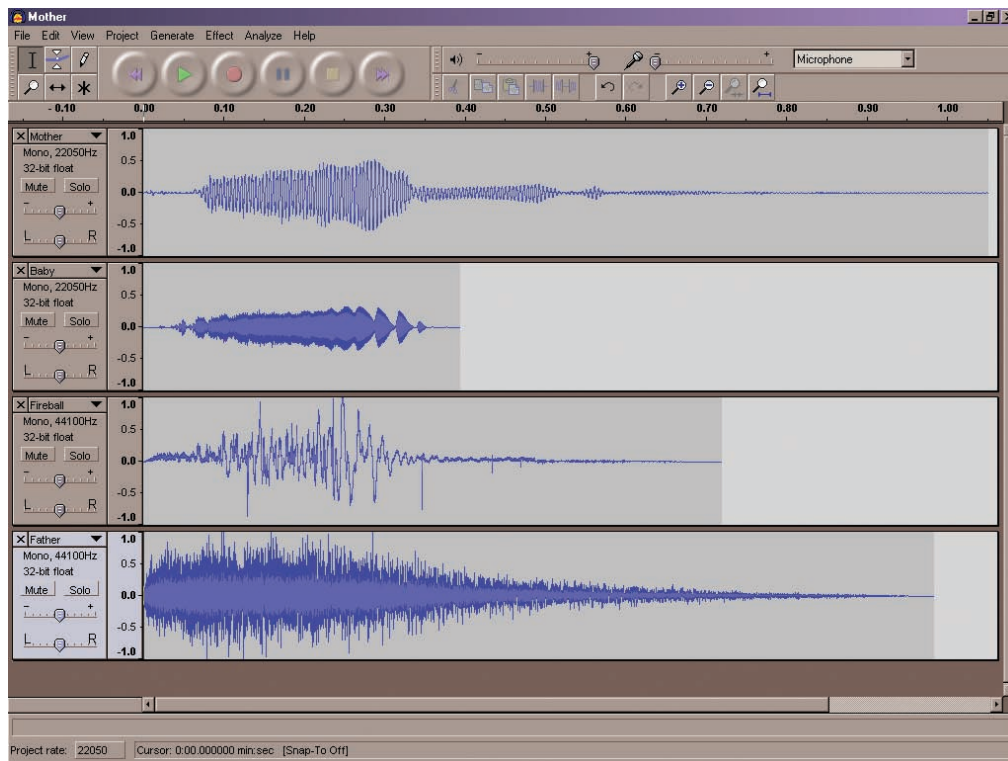 Mother
File Edit View Project Generate Effect Analyze Help
Microphone
- 0.10 0.00 0.10 0.20 0.30 0.40 0.50 0.60 0.70 0.80 0.90 1.00
Mother
Mono, 22050Hz
32-bit float
Mute Solo
- +
L R
1.0
0.5
0.0
-0.5
-1.0
Baby
Mono, 22050Hz
32-bit float
Mute Solo
- +
L R
1.0
0.5
0.0
-0.5
-1.0
Fireball
Mono, 44100Hz
32-bit float
Mute Solo
- +
L R
1.0
0.5
0.0
-0.5
-1.0
Father
Mono, 44100Hz
32-bit float
Mute Solo
- +
L R
1.0
0.5
0.0
-0.5
-1.0
Project rate: 22050 Cursor: 0:00.000000 min:sec [Snap-To Off]